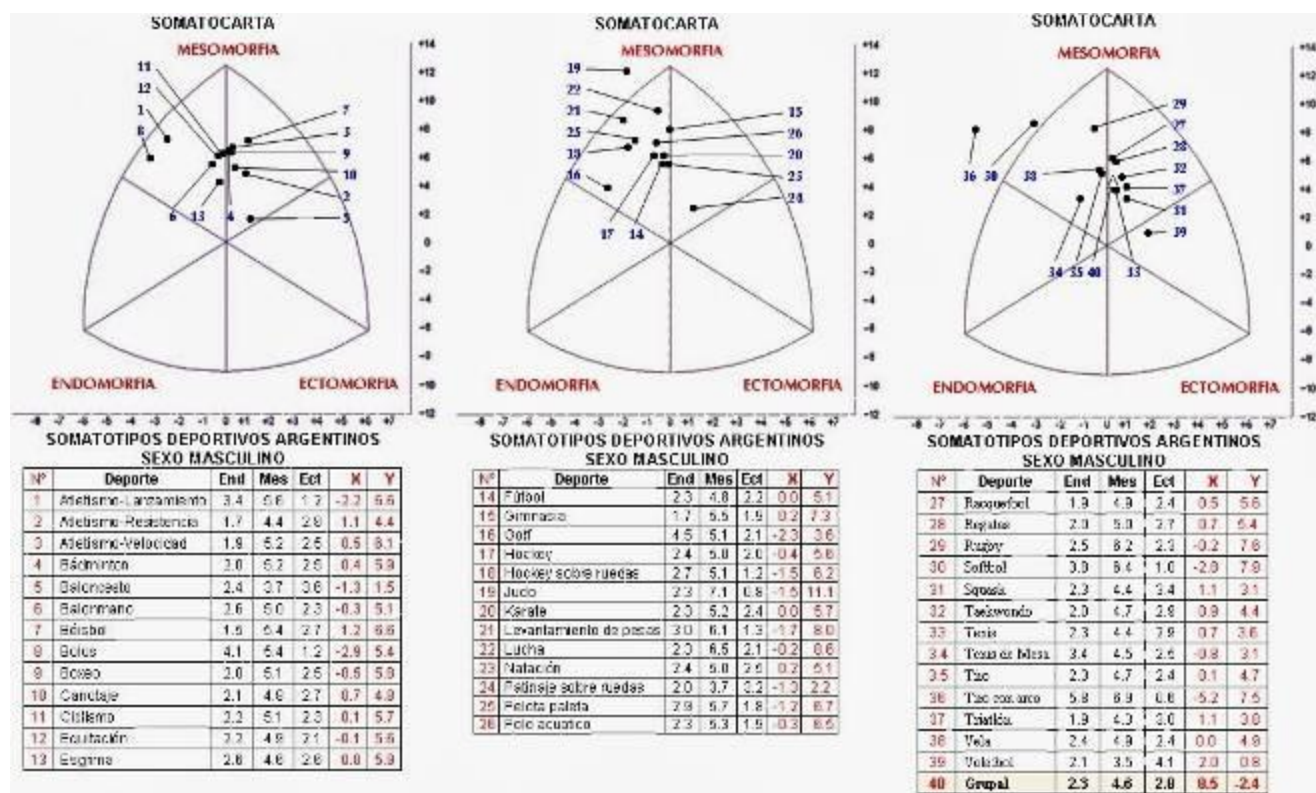 SOMATOCARTA
MESOMORFIA
ENDOMORFIA ECTOMORFIA
SOMATOTIPOS DEPORTIVOS ARGENTINOS
SEXO MASCULINO
Nº Deporte End Mes Ect X Y
1 Atletismo-Lanzamiento 3.4 5.6 1.2 -2.2 6.6
2 Atletismo-Resistencia 1.7 4.4 2.8 1.1 4.4
3 Atletismo-Velocidad 1.9 5.2 2.5 0.5 6.1
4 Bádminton 2.0 5.2 2.5 0.4 5.9
5 Baloncesto 2.4 3.7 3.6 -1.3 1.5
6 Balonmano 2.6 5.0 2.3 -0.3 5.1
7 Béisbol 1.5 5.4 2.7 1.2 6.6
8 Bolos 4.1 5.4 1.2 -2.9 5.4
9 Boxeo 2.0 5.1 2.5 -0.5 5.8
10 Canotaje 2.1 4.8 2.7 0.7 4.8
11 Ciclismo 2.2 5.1 2.3 0.1 5.7
12 Equitación 2.2 4.9 2.1 -0.1 5.6
13 Esgrima 2.6 4.6 2.6 0.0 5.9
SOMATOCARTA
MESOMORFIA
ENDOMORFIA ECTOMORFIA
SOMATOTIPOS DEPORTIVOS ARGENTINOS
SEXO MASCULINO
Nº Deporte End Mes Ect X Y
14 Fútbol 2.3 4.8 2.2 0.0 5.1
15 Gimnasia 1.7 5.5 1.9 0.2 7.3
16 Golf 4.5 5.1 2.1 -2.3 3.6
17 Hockey 2.4 5.0 2.0 -0.4 5.6
18 Hockey sobre ruedas 2.7 5.1 1.2 -1.5 6.2
19 Judo 2.3 7.1 0.8 -1.5 11.1
20 Karate 2.3 5.2 2.4 0.0 5.7
21 Levantamiento de pesas 3.0 6.1 1.3 -1.7 8.0
22 Lucha 2.3 6.5 2.1 -0.2 8.6
23 Natación 2.4 5.0 2.5 0.2 5.1
24 Patinaje sobre ruedas 2.0 3.7 3.2 -1.3 2.2
25 Pelota paleta 2.9 5.7 1.8 -1.2 6.7
26 Polo acuatico 2.3 5.3 1.9 -0.3 6.5
SOMATOCARTA
MESOMORFIA
ENDOMORFIA ECTOMORFIA
SOMATOTIPOS DEPORTIVOS ARGENTINOS
SEXO MASCULINO
Nº Deporte End Mes Ect X Y
27 Racquetbol 1.9 4.9 2.4 0.5 5.6
28 Regatas 2.0 5.0 2.7 0.7 5.4
29 Rugby 2.5 6.2 2.3 -0.2 7.6
30 Softbol 6.4 7.9
31 Squash 2.3 4.4 3.4 1.1 3.1
32 Taekwondo 2.0 4.7 2.9 0.9 4.4
33 Tenis 2.3 4.4 2.9 0.7 3.6
34 Tenis de Mesa 3.4 4.5 2.6 -0.8 3.1
35 Tiro 2.3 4.7 2.4 0.1 4.7
36 Tiro con arco 5.8 6.9 0.6 -5.2 7.5
37 Triatlón 1.9 4.3 3.0 1.1 3.8
38 Vela 2.4 4.9 2.4 0.0 4.9
39 Voleibol 2.1 3.5 4.1 2.0 0.8
40 Grupal 2.3 4.6 2.8 8.5 -2.4